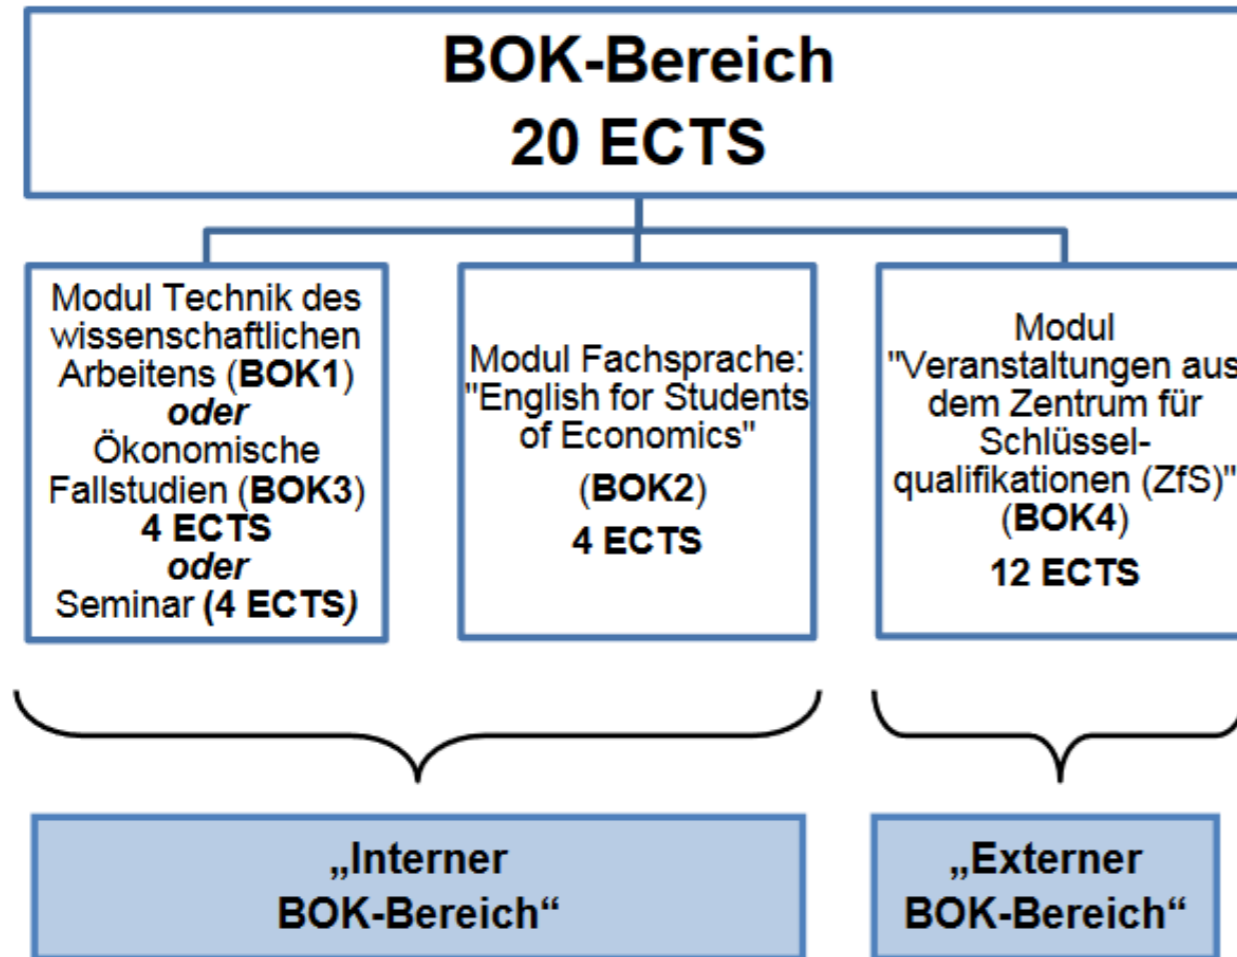 BOK-Bereich
20 ECTS
Modul Technik des
wissenschaftlichen
Arbeitens (BOK1)
oder
Ökonomische
Fallstudien (BOK3)
4 ECTS
oder
Seminar (4 ECTS)
Modul Fachsprache:
"English for Students
of Economics"
(BOK2)
4 ECTS
Modul
"Veranstaltungen aus
dem Zentrum für
Schlüssel-
qualifikationen (ZfS)"
(BOK4)
12 ECTS
„Interner
BOK-Bereich“
„Externer
BOK-Bereich“